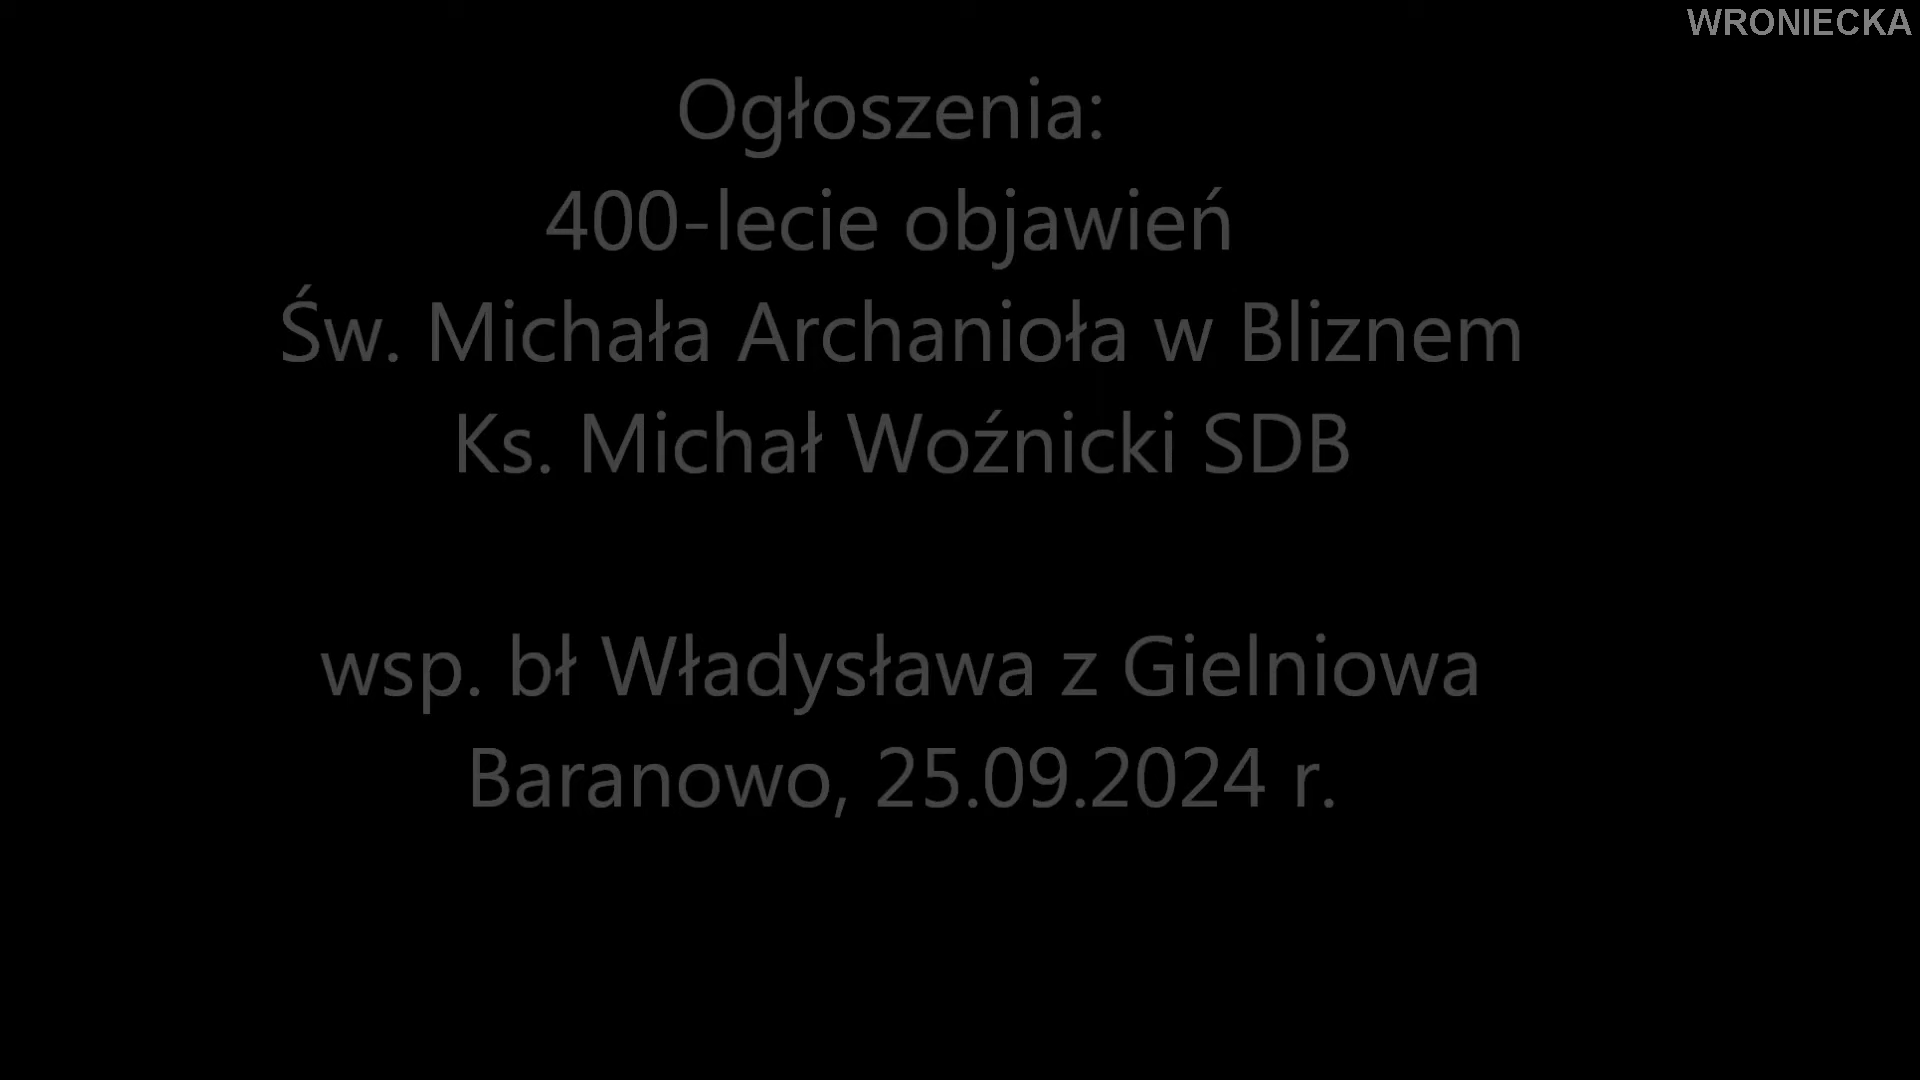 WRONIECKA
Ogłoszenia:
400-lecie objawień
Św. Michała Archanioła w Bliznem
Ks. Michał Woźnicki SDB
wsp. bł Władysława z Gielniowa
Baranowo, 25.09.2024 r.